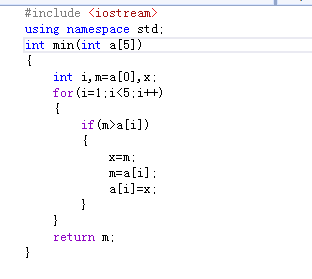 #include <iostream>
using namespace std;
int min(int a[5])
{
    int i,m=a[0],x;
    for(i=1;i<5;i++)
    {
        if(m>a[i])
        {
            x=m;
            m=a[i];
            a[i]=x;
        }
    }
    return m;
}